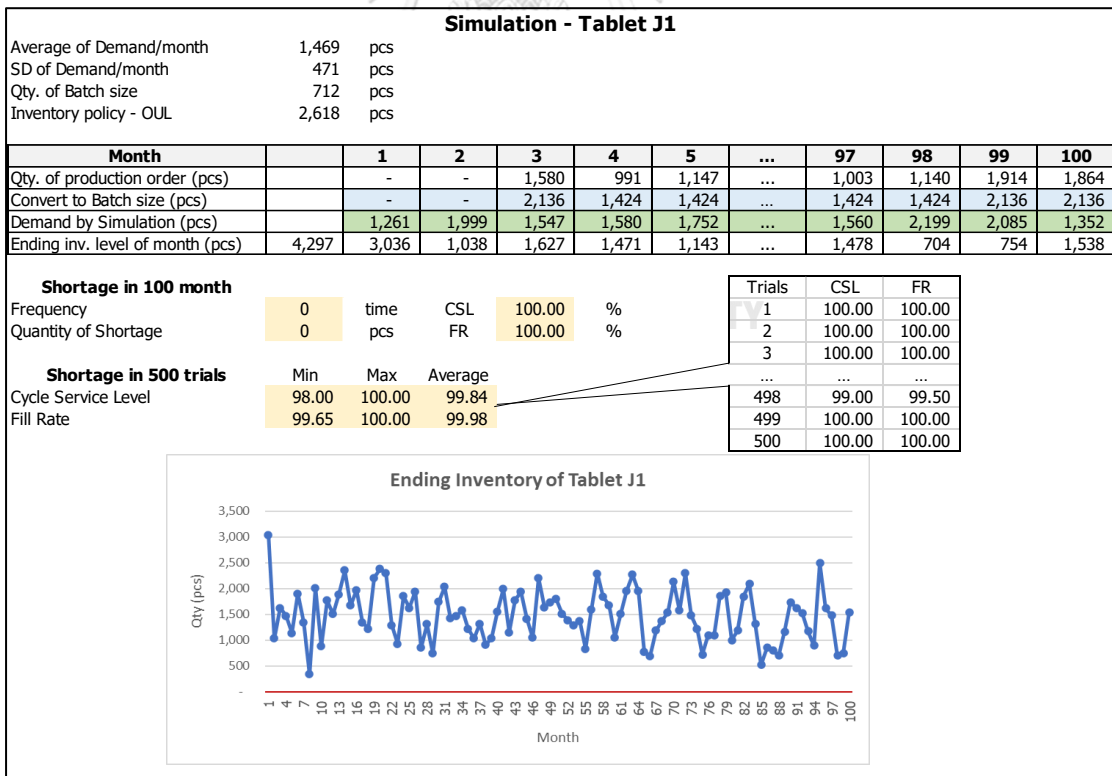 Simulation - Tablet J1
Average of Demand/month 1,469 pcs
SD of Demand/month 471 pcs
Qty. of Batch size 712 pcs
Inventory policy - OUL 2,618 pcs
Month 1 2 3 4 5 ... 97 98 99 100
Qty. of production order (pcs) - - 1,580 991 1,147 ... 1,003 1,140 1,914 1,864
Convert to Batch size (pcs) - - 2,136 1,424 1,424 ... 1,424 1,424 2,136 2,136
Demand by Simulation (pcs) 1,261 1,999 1,547 1,580 1,752 ... 1,560 2,199 2,085 1,352
Ending inv. level of month (pcs) 4,297 3,036 1,038 1,627 1,471 1,143 ... 1,478 704 754 1,538
Shortage in 100 month
Frequency 0 time CSL 100.00 %
Quantity of Shortage 0 pcs FR 100.00 %
Shortage in 500 trials Min Max Average
Cycle Service Level 98.00 100.00 99.84
Fill Rate 99.65 100.00 99.98
Trials CSL FR
1 100.00 100.00
2 100.00 100.00
3 100.00 100.00
... ... ...
498 99.00 99.50
499 100.00 100.00
500 100.00 100.00
Ending Inventory of Tablet J1
3,500
3,000
2,500
2,000
1,500
1,000
500
-
Qty (pcs)
1 4 7 10 13 16 19 22 25 28 31 34 37 40 43 46 49 52 55 58 61 64 67 70 73 76 79 82 85 88 91 94 97 100
Month